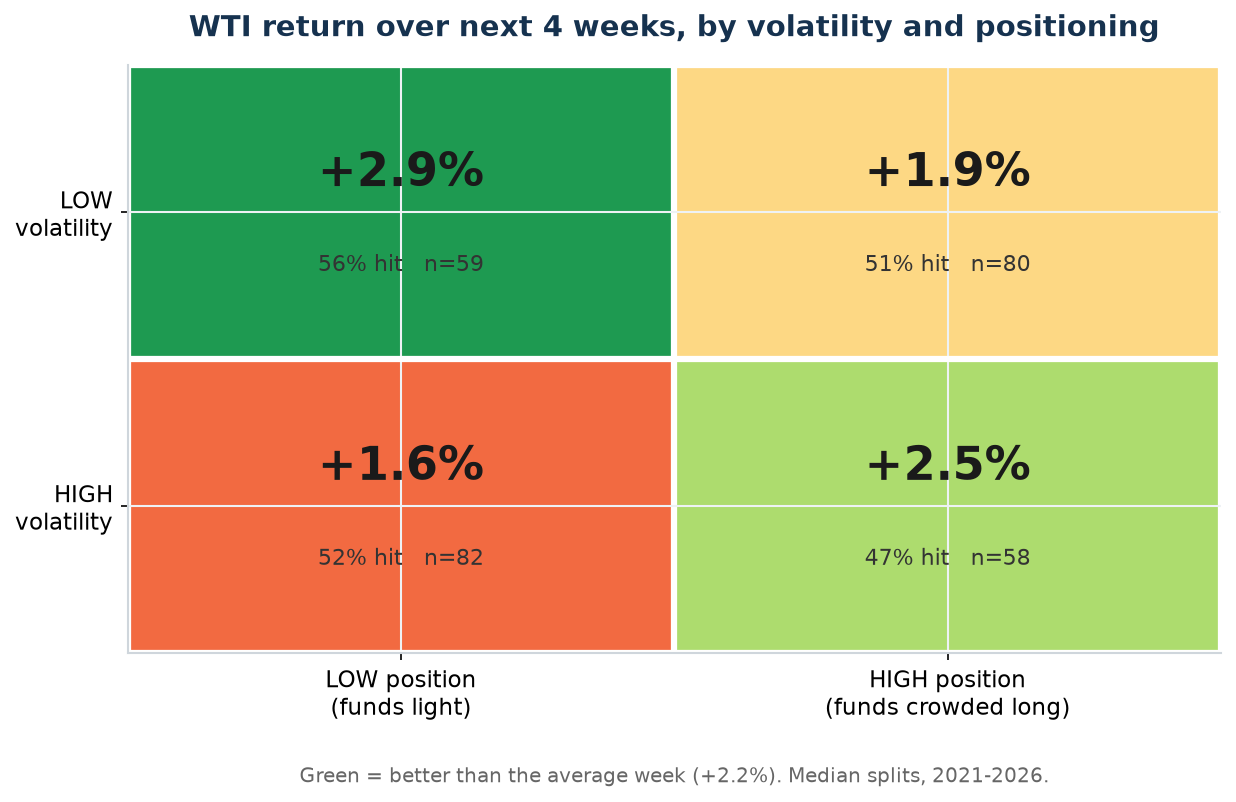 WTI return over next 4 weeks, by volatility and positioning
LOW
volatility
+2.9%
56% hit   n=59
+1.9%
51% hit   n=80
HIGH
volatility
+1.6%
52% hit   n=82
+2.5%
47% hit   n=58
LOW position
(funds light)
HIGH position
(funds crowded long)
Green = better than the average week (+2.2%). Median splits, 2021-2026.